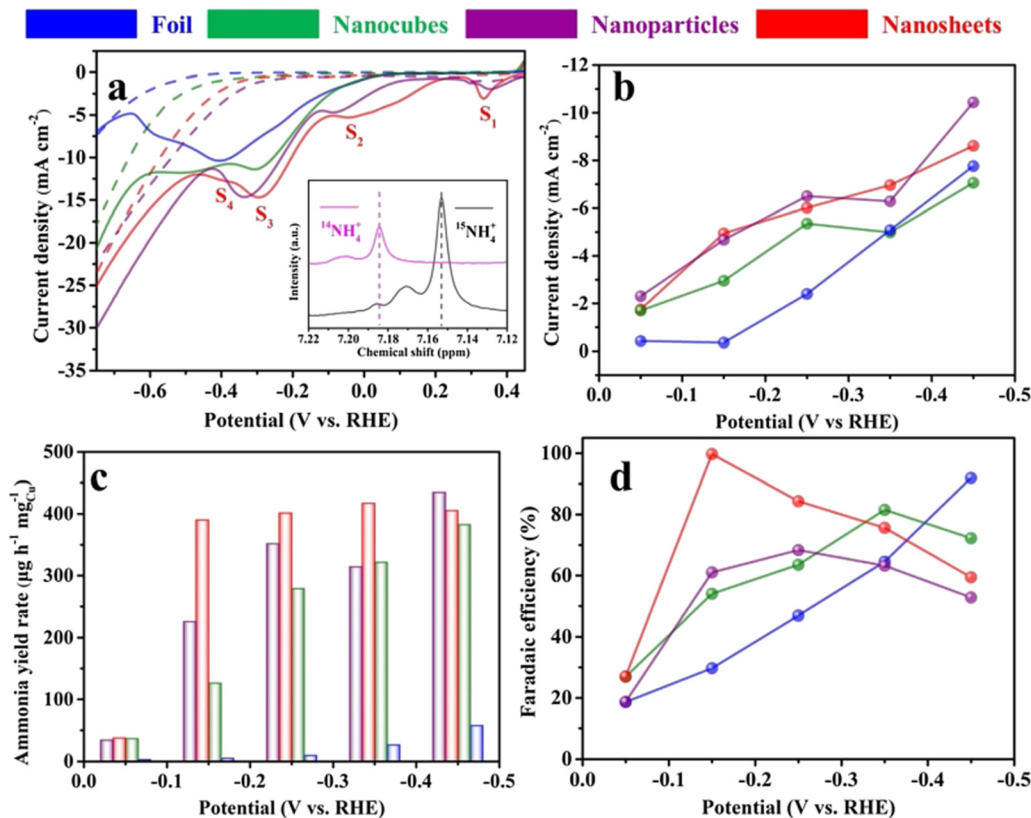 Foil Nanocubes Nanoparticles Nanosheets
a
0
-5
-10
-15
-20
-25
-30
-35
Current density (mA cm⁻²)
S₁
S₂
S₃
S₄
-0.6 -0.4 -0.2 0.0 0.2 0.4
Potential (V vs. RHE)
¹⁴NH₄⁺
¹⁵NH₄⁺
Intensity (a.u.)
7.22 7.20 7.18 7.16 7.14 7.12
Chemical shift (ppm)
b
-12
-10
-8
-6
-4
-2
0
Current density (mA cm⁻²)
0.0 -0.1 -0.2 -0.3 -0.4 -0.5
Potential (V vs RHE)
c
500
400
300
200
100
0
Ammonia yield rate (μg h⁻¹ mg⁻¹Cu)
0.0 -0.1 -0.2 -0.3 -0.4 -0.5
Potential (V vs. RHE)
d
100
80
60
40
20
0
Faradaic efficiency (%)
0.0 -0.1 -0.2 -0.3 -0.4 -0.5
Potential (V vs. RHE)